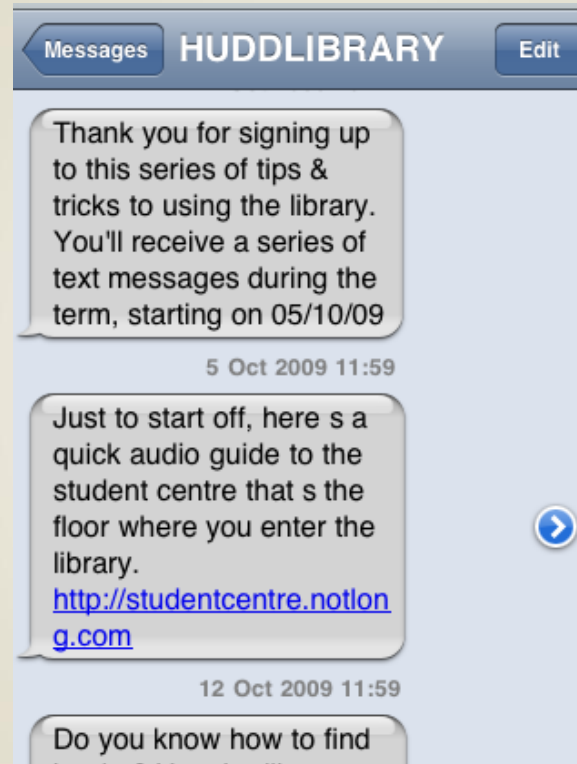 Messages
HUDDLIBRARY
Edit
Thank you for signing up
to this series of tips &
tricks to using the library.
You'll receive a series of
text messages during the
term, starting on 05/10/09
5 Oct 2009 11:59
Just to start off, here s a
quick audio guide to the
student centre that s the
floor where you enter the
library.
http://studentcentre.notlon
g.com
12 Oct 2009 11:59
Do you know how to find